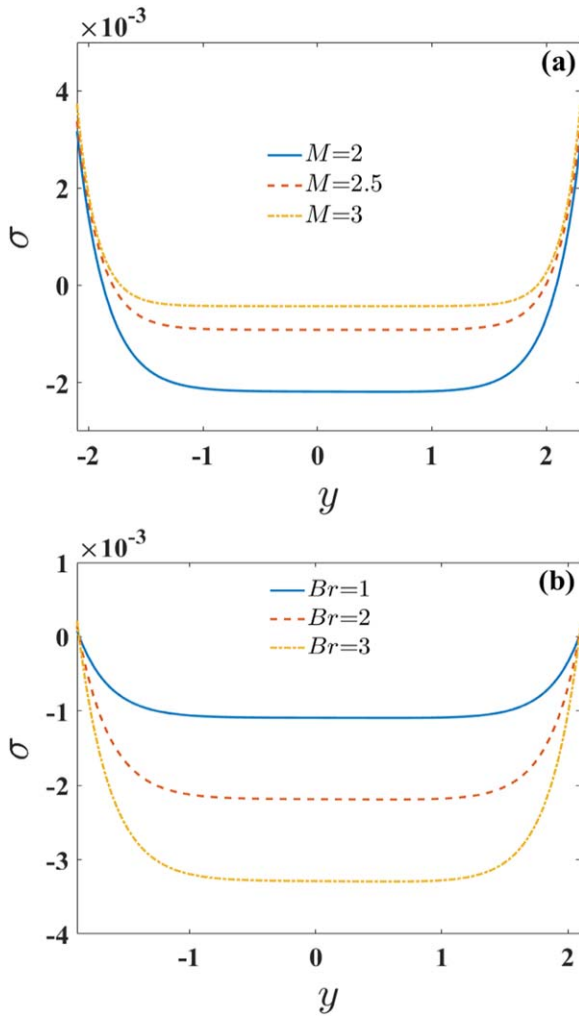 ×10⁻³
(a)
4
2
0
-2
σ
M=2
M=2.5
M=3
-2 -1 0 1 2
y
×10⁻³
(b)
1
0
-1
-2
-3
-4
σ
Br=1
Br=2
Br=3
-1 0 1 2
y